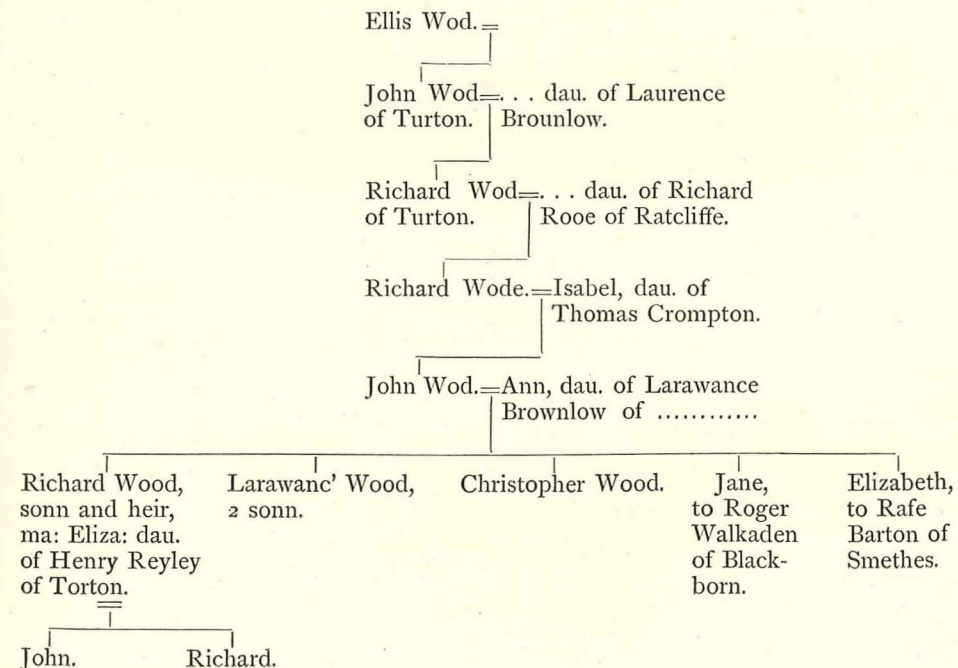 Ellis Wod.=
John Wod=. . . dau. of Laurence
of Turton. Brounlow.
Richard Wod=. . . dau. of Richard
of Turton. Rooe of Ratcliffe.
Richard Wode.=Isabel, dau. of
Thomas Crompton.
John Wod.=Ann, dau. of Larawance
Brownlow of ............
Richard Wood,
sonn and heir,
ma: Eliza: dau.
of Henry Reyley
of Torton.
Larawanc' Wood,
2 sonn.
Christopher Wood.
Jane,
to Roger
Walkaden
of Black-
born.
Elizabeth,
to Rafe
Barton of
Smethes.
John. Richard.